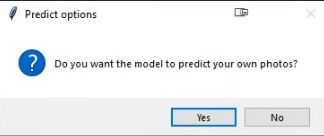 Predict options
Do you want the model to predict your own photos?
Yes
No